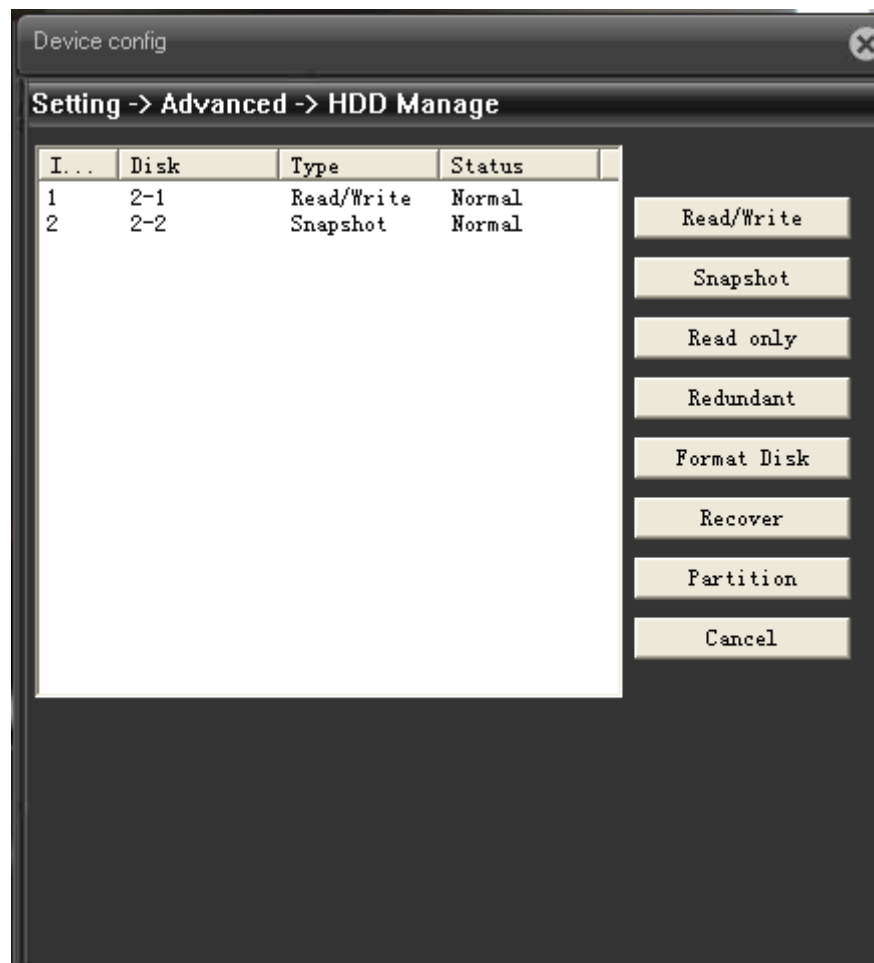 Device config
Setting -> Advanced -> HDD Manage
I... Disk Type Status
1 2-1 Read/Write Normal
2 2-2 Snapshot Normal
Read/Write
Snapshot
Read only
Redundant
Format Disk
Recover
Partition
Cancel